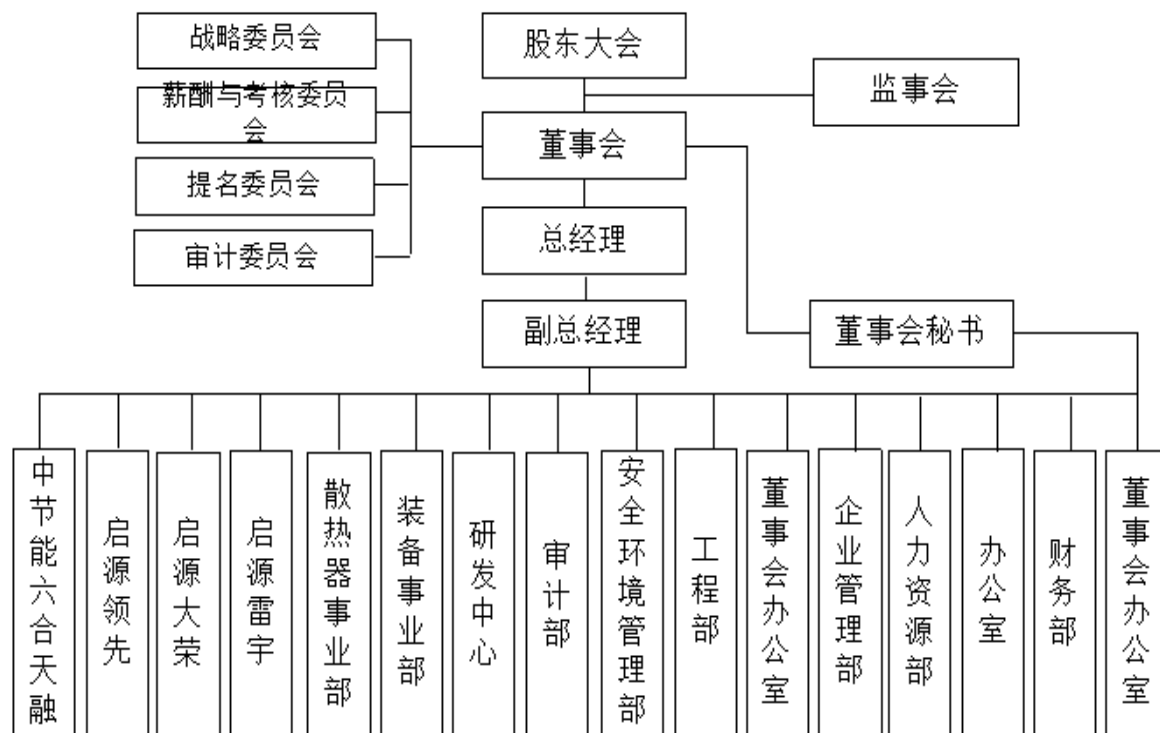 战略委员会
股东大会
监事会
薪酬与考核委员
会
董事会
提名委员会
总经理
审计委员会
副总经理
董事会秘书
中节能六合天融
启源领先
启源大荣
启源雷宇
散热器事业部
装备事业部
研发中心
审计部
安全环境管理部
工程部
董事会办公室
企业管理部
人力资源部
办公室
财务部
董事会办公室